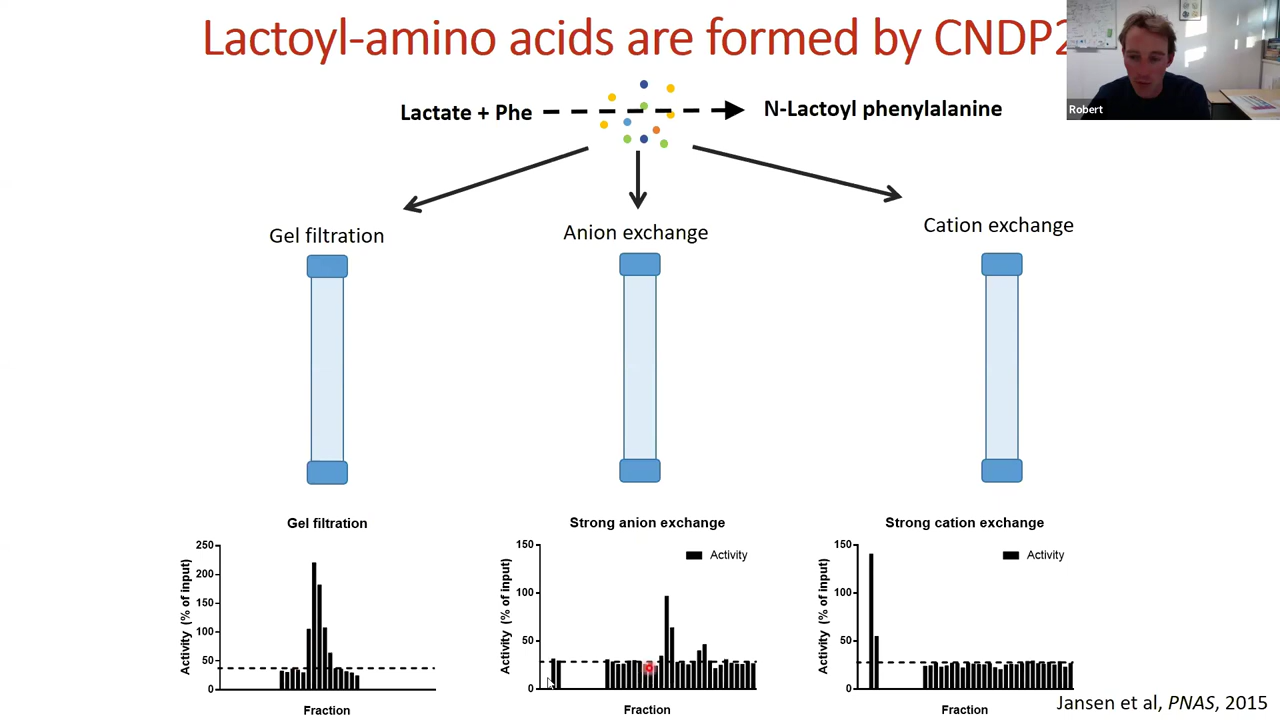 Lactoyl-amino acids are formed by CNDP2
Robert
Lactate + Phe
N-Lactoyl phenylalanine
Gel filtration
Anion exchange
Cation exchange
Gel filtration
250
200
150
100
50
0
Activity (% of input)
Fraction
Strong anion exchange
Activity
150
100
50
0
Activity (% of input)
Fraction
Strong cation exchange
Activity
150
100
50
0
Activity (% of input)
Fraction
Jansen et al, PNAS, 2015